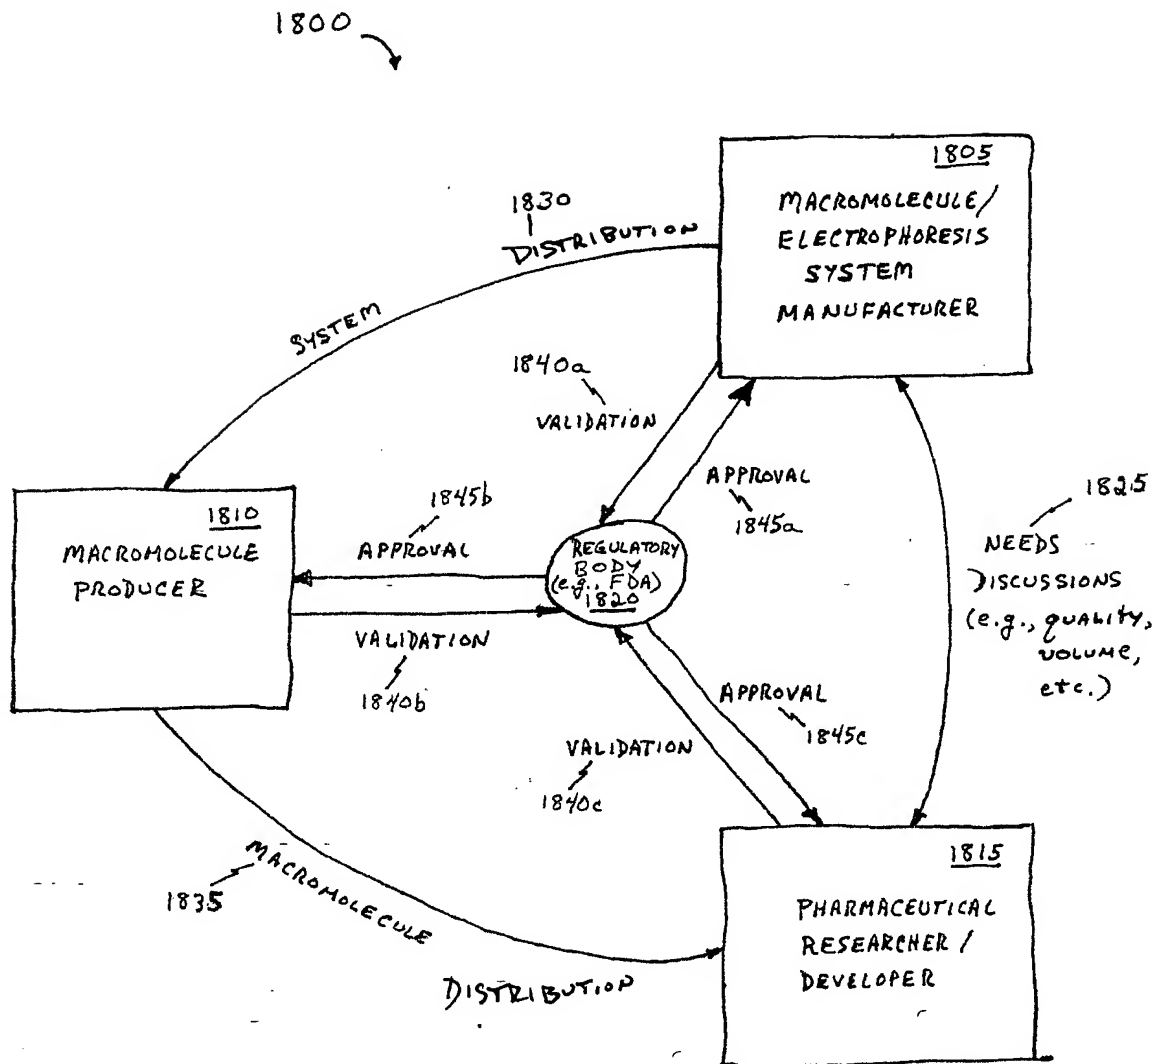 1800
1805
MACROMOLECULE/
ELECTROPHORESIS
SYSTEM
MANUFACTURER
1830
SYSTEM DISTRIBUTION
1840a
VALIDATION
APPROVAL
1845a
1825
NEEDS
DISCUSSIONS
(e.g., QUALITY,
VOLUME,
etc.)
1810
MACROMOLECULE
PRODUCER
1845b
APPROVAL
VALIDATION
1840b
REGULATORY
BODY
(e.g., FDA)
1820
APPROVAL
1845c
VALIDATION
1840c
1835
MACROMOLECULE DISTRIBUTION
1815
PHARMACEUTICAL
RESEARCHER/
DEVELOPER